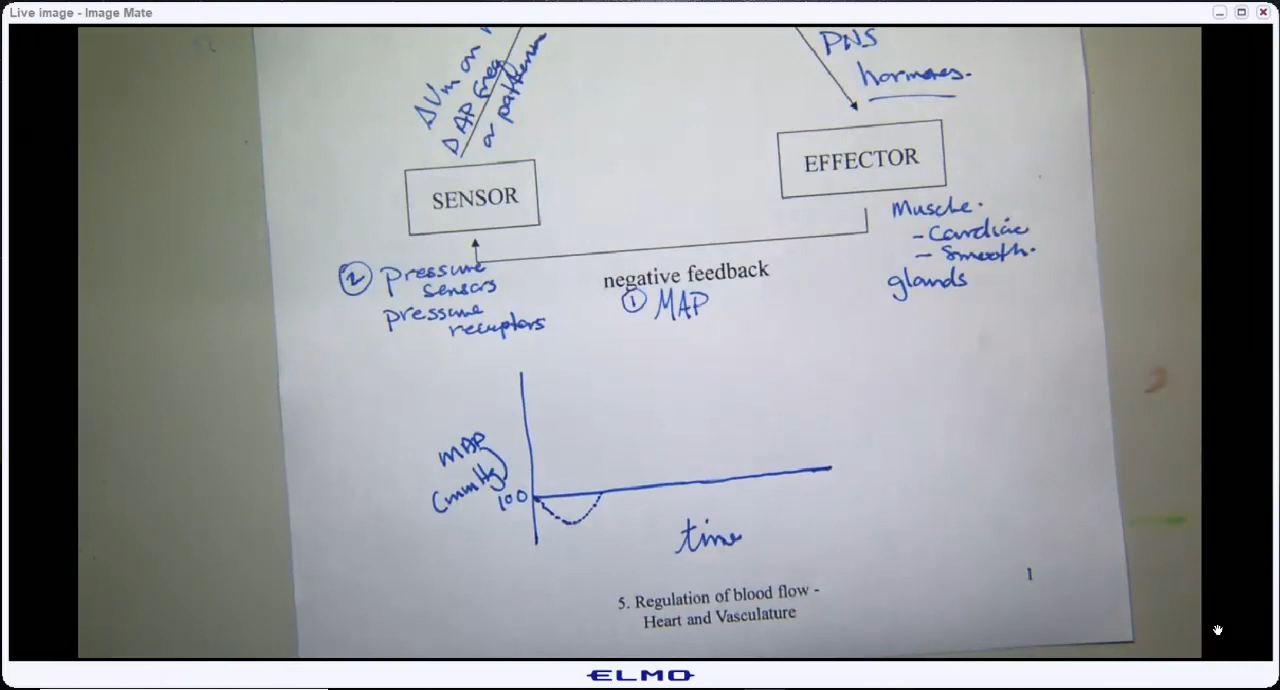 Live image - Image Mate
ΔVm or
Δ AP freq
or pattern
PNS
hormones.
SENSOR
EFFECTOR
Muscle.
- Cardiac
- Smooth.
glands
negative feedback
① MAP
② pressure
sensors
pressure
receptors
MAP
(mmHg
100
time
5. Regulation of blood flow -
Heart and Vasculature
1
ELMO